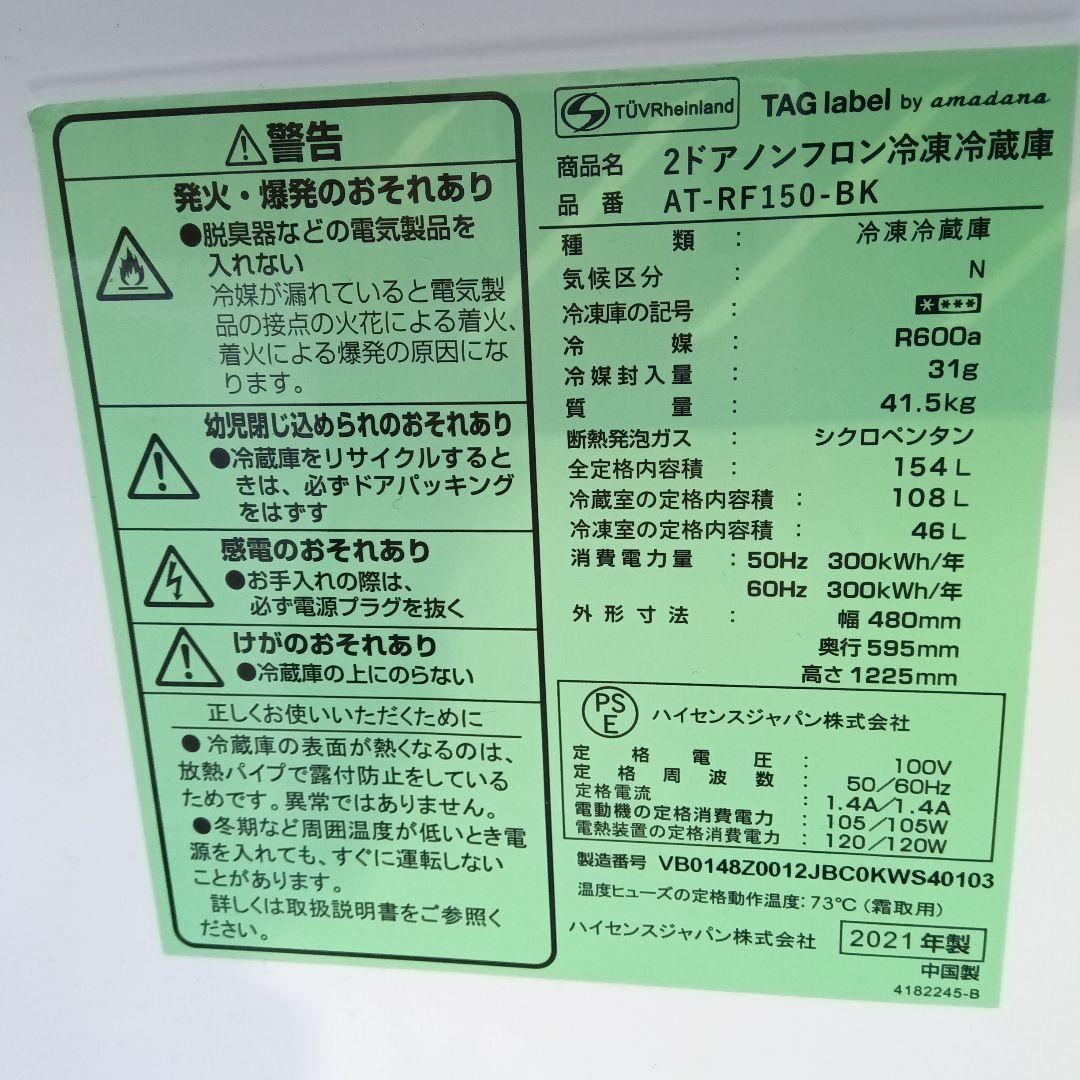 警告
発火・爆発のおそれあり
●脱臭器などの電気製品を
入れない
冷媒が漏れていると電気製
品の接点の火花による着火、
着火による爆発の原因にな
ります。
幼児閉じ込められのおそれあり
●冷蔵庫をリサイクルすると
きは、必ずドアパッキング
をはずす
感電のおそれあり
●お手入れの際は、
必ず電源プラグを抜く
けがのおそれあり
●冷蔵庫の上にのらない
正しくお使いいただくために
●冷蔵庫の表面が熱くなるのは、
放熱パイプで露付防止をしている
ためです。異常ではありません。
●冬期など周囲温度が低いとき電
源を入れても、すぐに運転しない
ことがあります。
詳しくは取扱説明書をご参照く
ださい。
TÜVRheinland TAG label by amadana
商品名 2ドアノンフロン冷凍冷蔵庫
品番 AT-RF150-BK
種類 : 冷凍冷蔵庫
気候区分 : N
冷凍庫の記号 : * ***
冷媒 : R600a
冷媒封入量 : 31g
質量 : 41.5kg
断熱発泡ガス : シクロペンタン
全定格内容積 : 154L
冷蔵室の定格内容積 : 108L
冷凍室の定格内容積 : 46L
消費電力量 : 50Hz 300kWh/年
60Hz 300kWh/年
外形寸法 : 幅 480mm
奥行 595mm
高さ 1225mm
PSE ハイセンスジャパン株式会社
定格電圧 : 100V
定格周波数 : 50/60Hz
定格電流 : 1.4A/1.4A
電動機の定格消費電力 : 105/105W
電熱装置の定格消費電力 : 120/120W
製造番号 VB0148Z0012JBC0KWS40103
温度ヒューズの定格動作温度:73℃(霜取用)
ハイセンスジャパン株式会社 2021年製
中国製
4182245-B